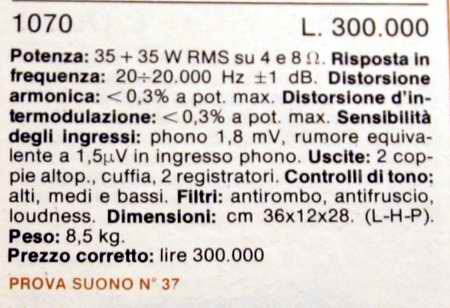 1070 L. 300.000
Potenza: 35 + 35 W RMS su 4 e 8 Ω. Risposta in
frequenza: 20÷20.000 Hz ±1 dB. Distorsione
armonica: <0,3% a pot. max. Distorsione d'in-
termodulazione: <0,3% a pot. max. Sensibilità
degli ingressi: phono 1,8 mV, rumore equiva-
lente a 1,5μV in ingresso phono. Uscite: 2 cop-
pie altop., cuffia, 2 registratori. Controlli di tono:
alti, medi e bassi. Filtri: antirombo, antifruscio,
loudness. Dimensioni: cm 36x12x28. (L-H-P).
Peso: 8,5 kg.
Prezzo corretto: lire 300.000
PROVA SUONO N° 37